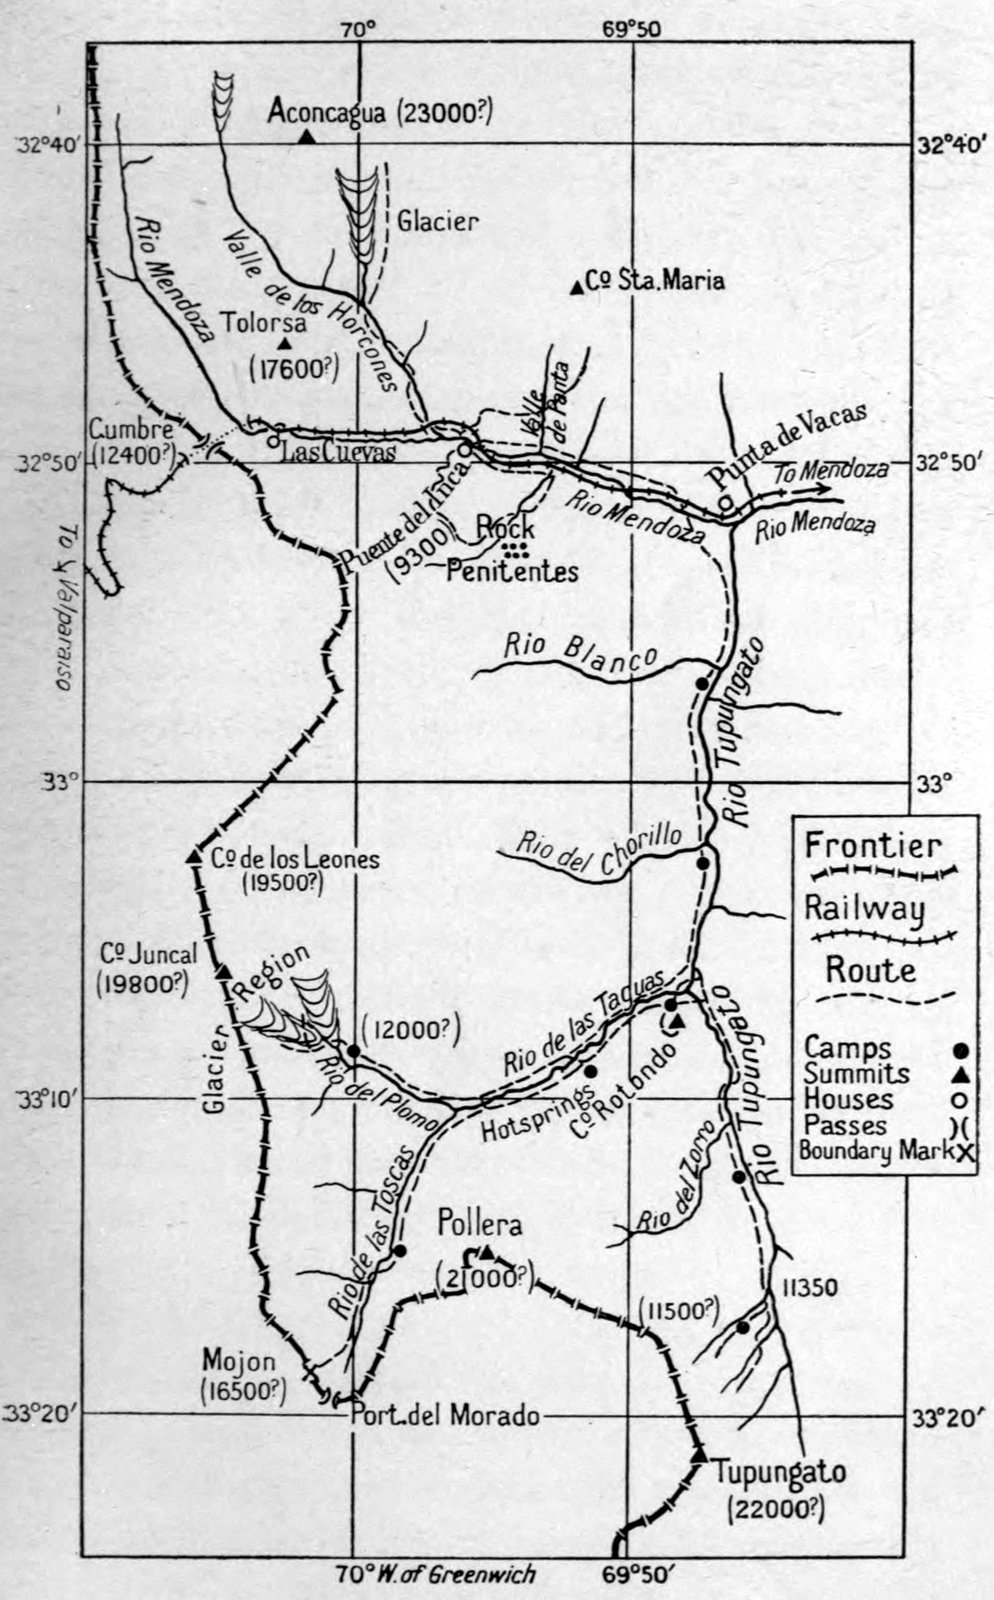 70°
69°50
32°40′
Aconcagua (23000?)
32°40′
Glacier
Rio Mendoza
Valle de los Horcones
Cº Sta. Maria
Tolorsa
(17600?)
Valle
de Panta
Cumbre
(12400?)
Las Cuevas
Punta de Vacas
32°50′
To Mendoza
32°50′
Puente del Inca
(9300)
Rio Mendoza
Rio Mendoza
Rock
Penitentes
To Valparaiso
Rio Blanco
Rio Tupungato
33°
33°
Rio del Chorillo
Cº de los Leones
(19500?)
Frontier
Railway
Route
Camps
Summits
Houses
Passes
Boundary Mark X
Cº Juncal
(19800?)
Glacier Region
(12000?)
Rio de las Taguas
Rio del Plomo
Hotsprings
Cº Rotondo
Rio Tupungato
33°10′
Rio de las Toscas
Rio del Zorro
Pollera
(21000?)
(11500?)
11350
Mojon
(16500?)
33°20′
Port. del Morado
33°20′
Tupungato
(22000?)
70° W. of Greenwich
69°50′